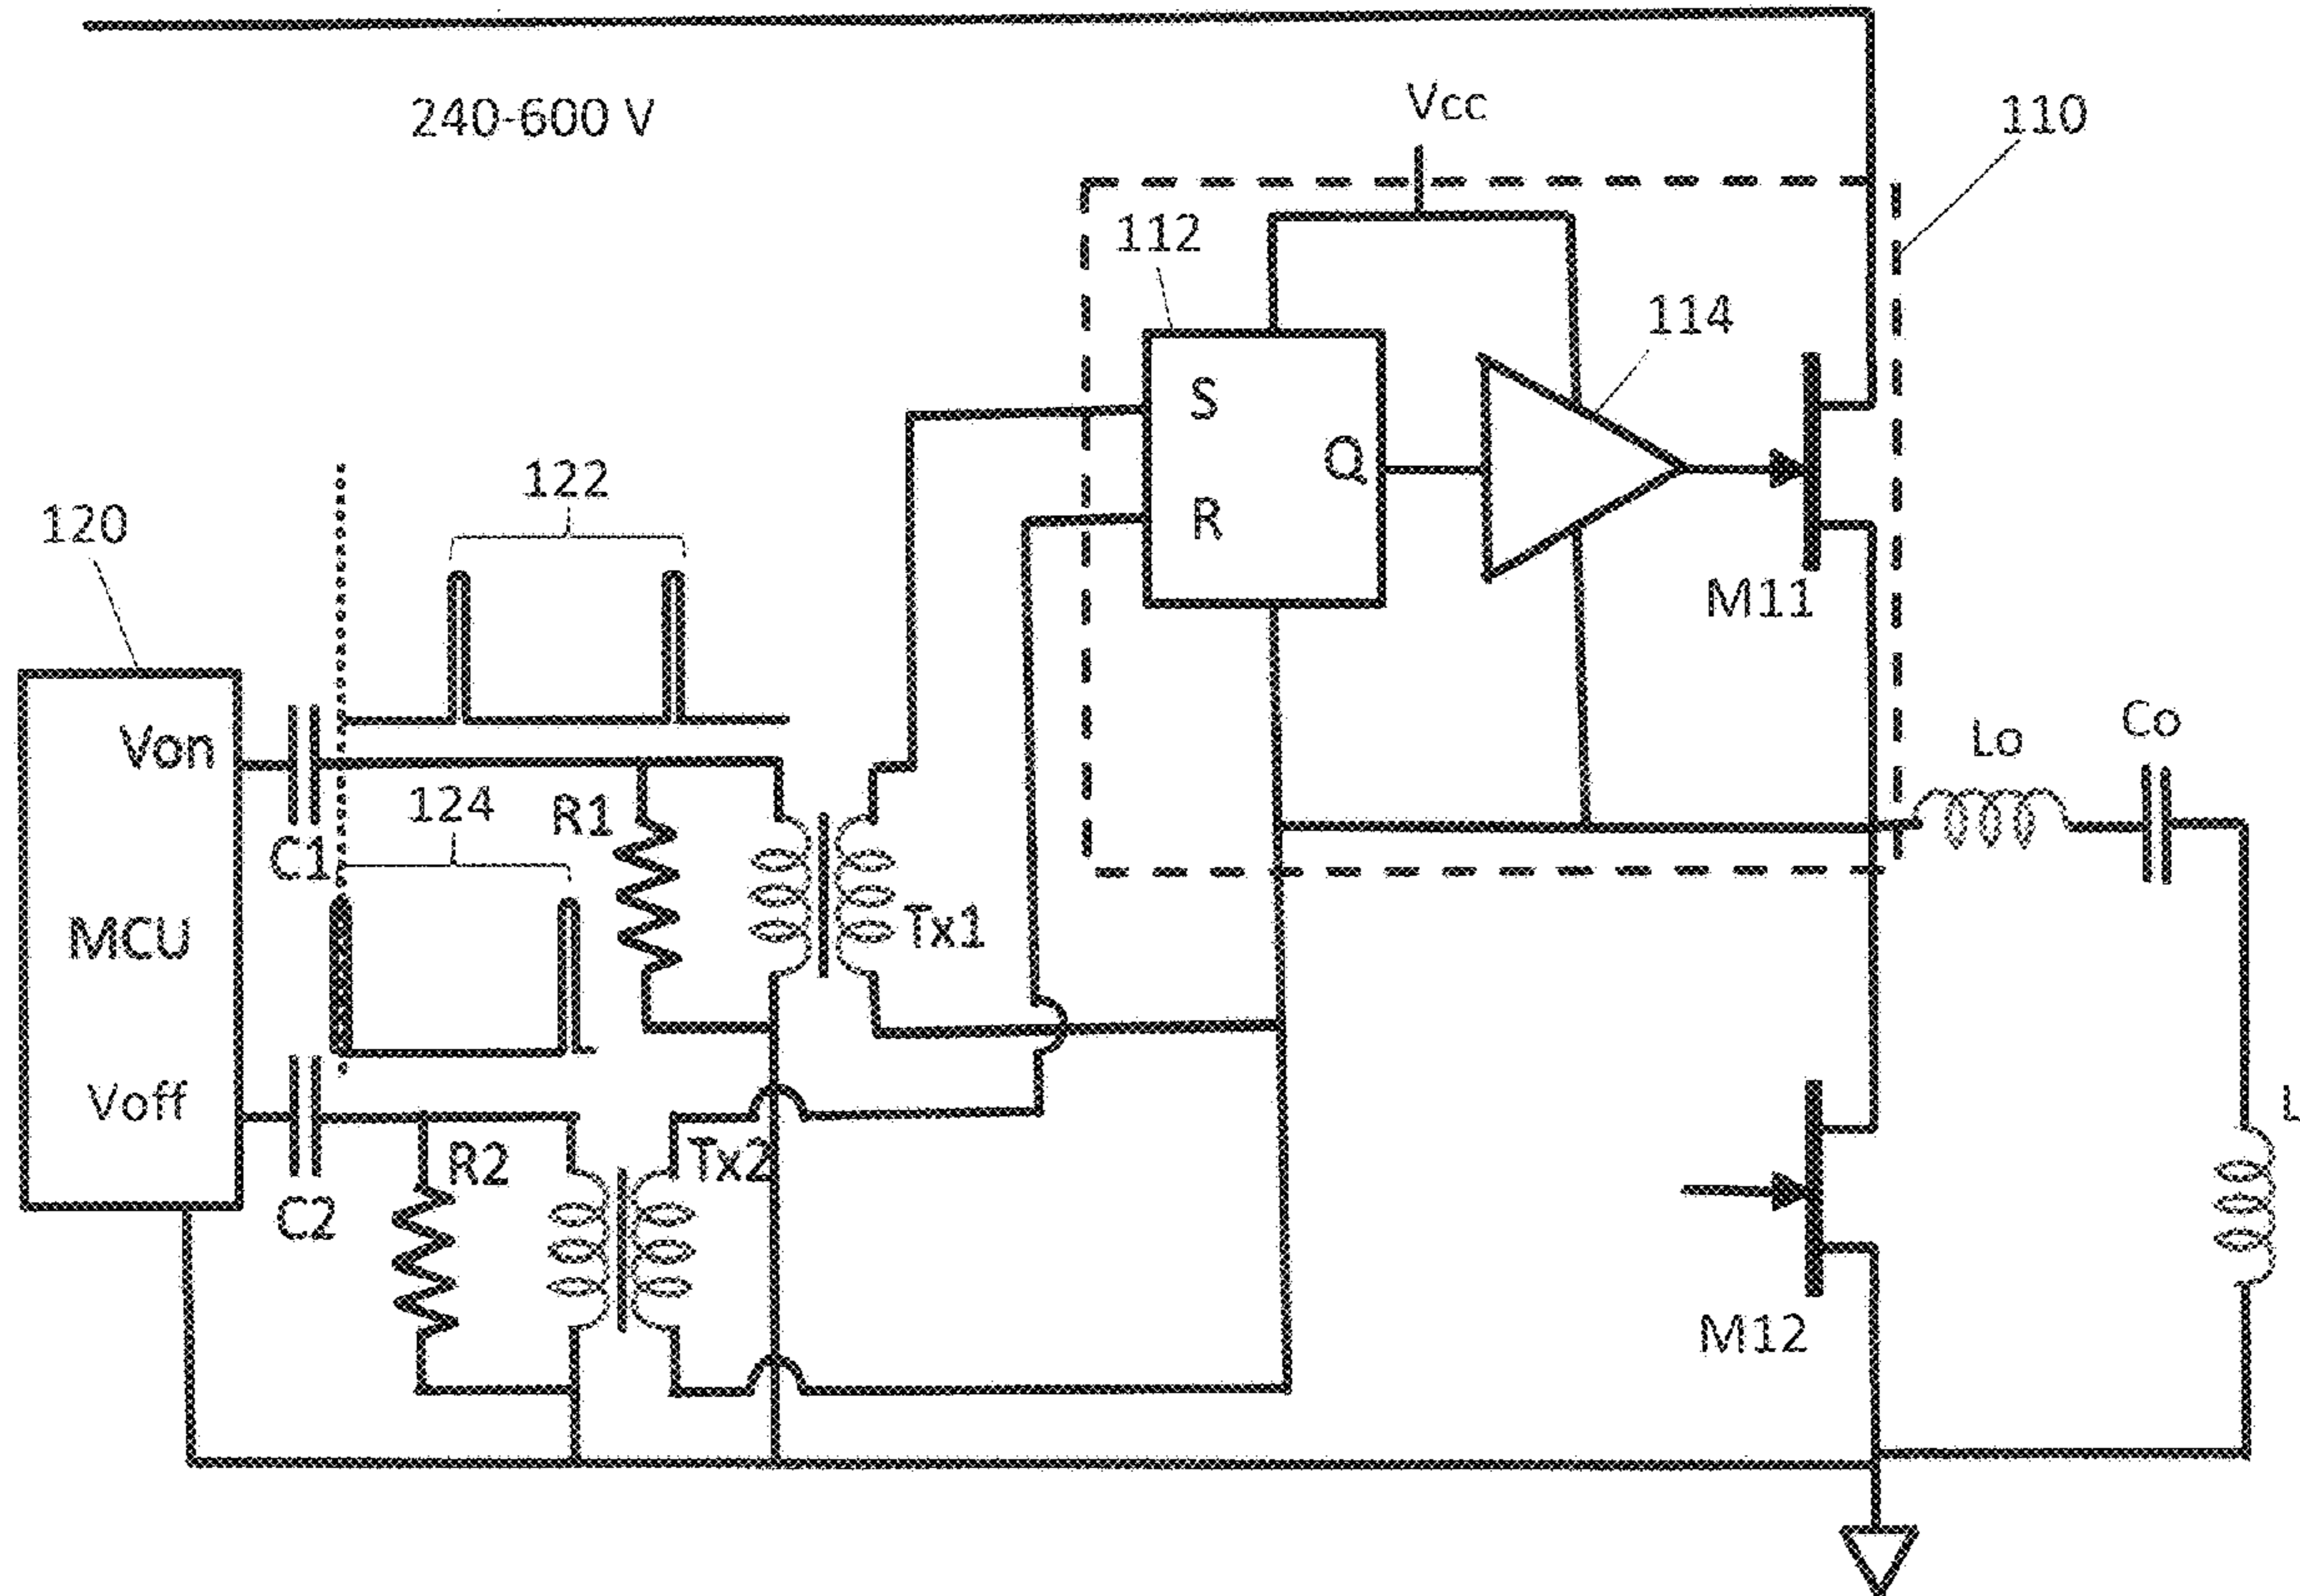 240-600 V
Vcc
110
112
114
S
Q
R
122
120
M11
Von
Lo
Co
R1
124
C1
Tx1
MCU
Voff
R2
Tx2
C2
L
M12